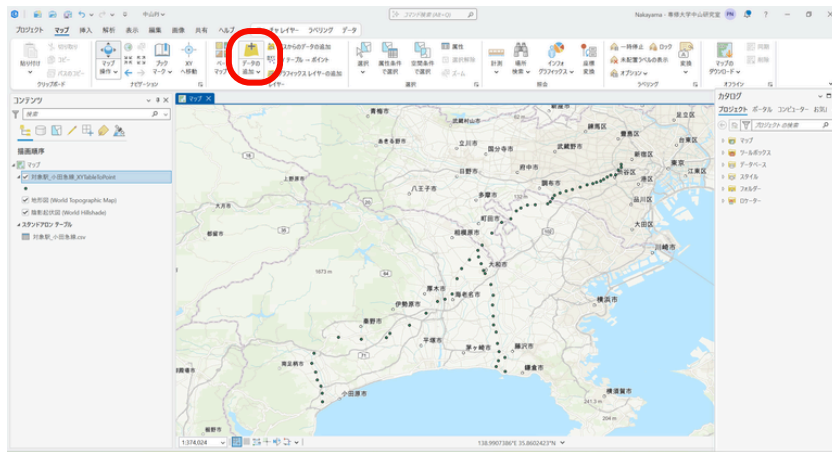 中山作
コマンド検索 (Alt+Q)
Nakayama - 専修大学中山研究室
プロジェクト マップ 挿入 解析 表示 編集 画像 共有 ヘルプ ラベリング データ
貼り付け
切り取り
コピー
パスのコピー
クリップボード
マップ操作
ブックマーク
XYへ移動
ナビゲーション
データの追加
パスからのデータの追加
テーブル → ポイント
グラフィックス レイヤーの追加
レイヤー
選択
属性条件で選択
空間条件で選択
属性
選択解除
ズーム
選択
計測
場所検索
インフォグラフィックス
座標変換
照会
一時停止 ロック
未配置ラベルの表示
オプション
変換
ラベリング
マップのダウンロード
同期
削除
オフライン
コンテンツ
検索
描画順序
マップ
対象駅_小田急線_XYTableToPoint
地形図 (World Topographic Map)
陰影起伏図 (World Hillshade)
スタンドアロン テーブル
対象駅_小田急線.csv
マップ
青梅市
武蔵村山市
練馬区
足立区
豊島区
あきる野市
立川市
国分寺市
武蔵野市
新宿区
台東区
東京
江東区
上野原市
日野市
府中市
調布市
港区
八王子市
多摩市
品川区
大月市
町田市
大田区
都留市
相模原市
川崎市
大和市
1673 m
厚木市
海老名市
横浜市
伊勢原市
秦野市
平塚市
茅ヶ崎市
藤沢市
鎌倉市
南足柄市
小田原市
横須賀市
241.3 m
204 m
裾野市
1:374,024
138.9907386°E 35.8602423°N
カタログ
プロジェクト ポータル コンピューター お気に
プロジェクトの検索
マップ
ツールボックス
データベース
スタイル
フォルダー
ロケーター